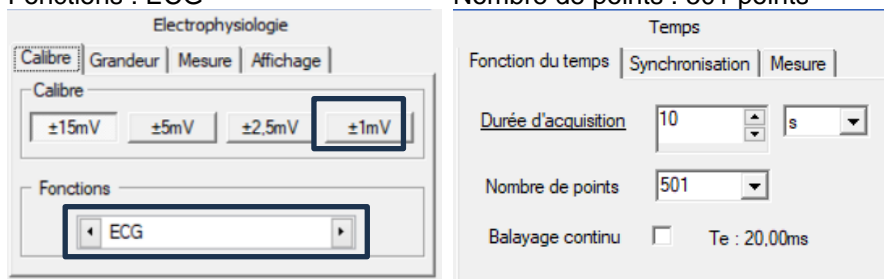 Fonctions : ECG
Nombre de points : 501 points
Electrophysiologie
Calibre Grandeur Mesure Affichage
Calibre
±15mV ±5mV ±2,5mV ±1mV
Fonctions
ECG
Temps
Fonction du temps Synchronisation Mesure
Durée d'acquisition 10 s
Nombre de points 501
Balayage continu Te : 20,00ms